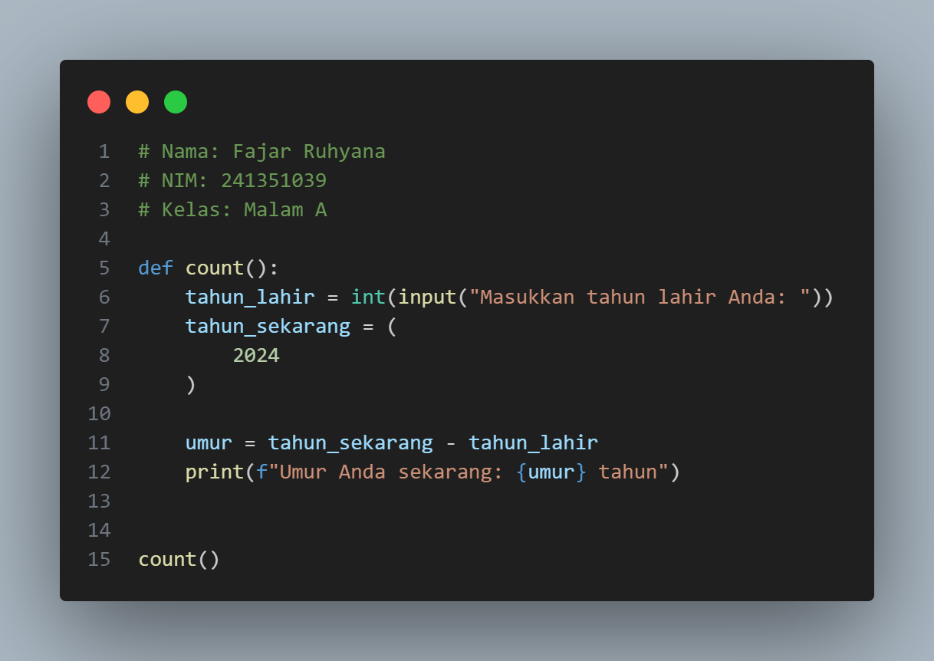 1 # Nama: Fajar Ruhyana
2 # NIM: 241351039
3 # Kelas: Malam A
4
5 def count():
6     tahun_lahir = int(input("Masukkan tahun lahir Anda: "))
7     tahun_sekarang = (
8         2024
9     )
10
11     umur = tahun_sekarang - tahun_lahir
12     print(f"Umur Anda sekarang: {umur} tahun")
13
14
15 count()